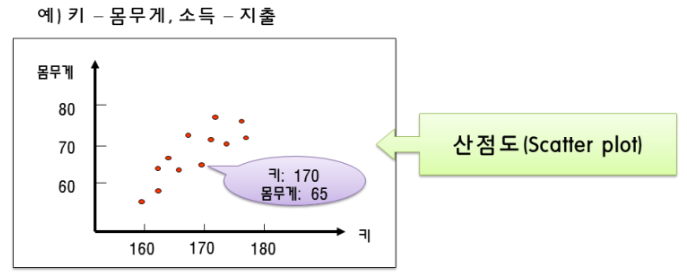 예) 키 – 몸무게, 소득 – 지출
몸무게
80
70
60
키: 170
몸무게: 65
160 170 180
키
산점도(Scatter plot)